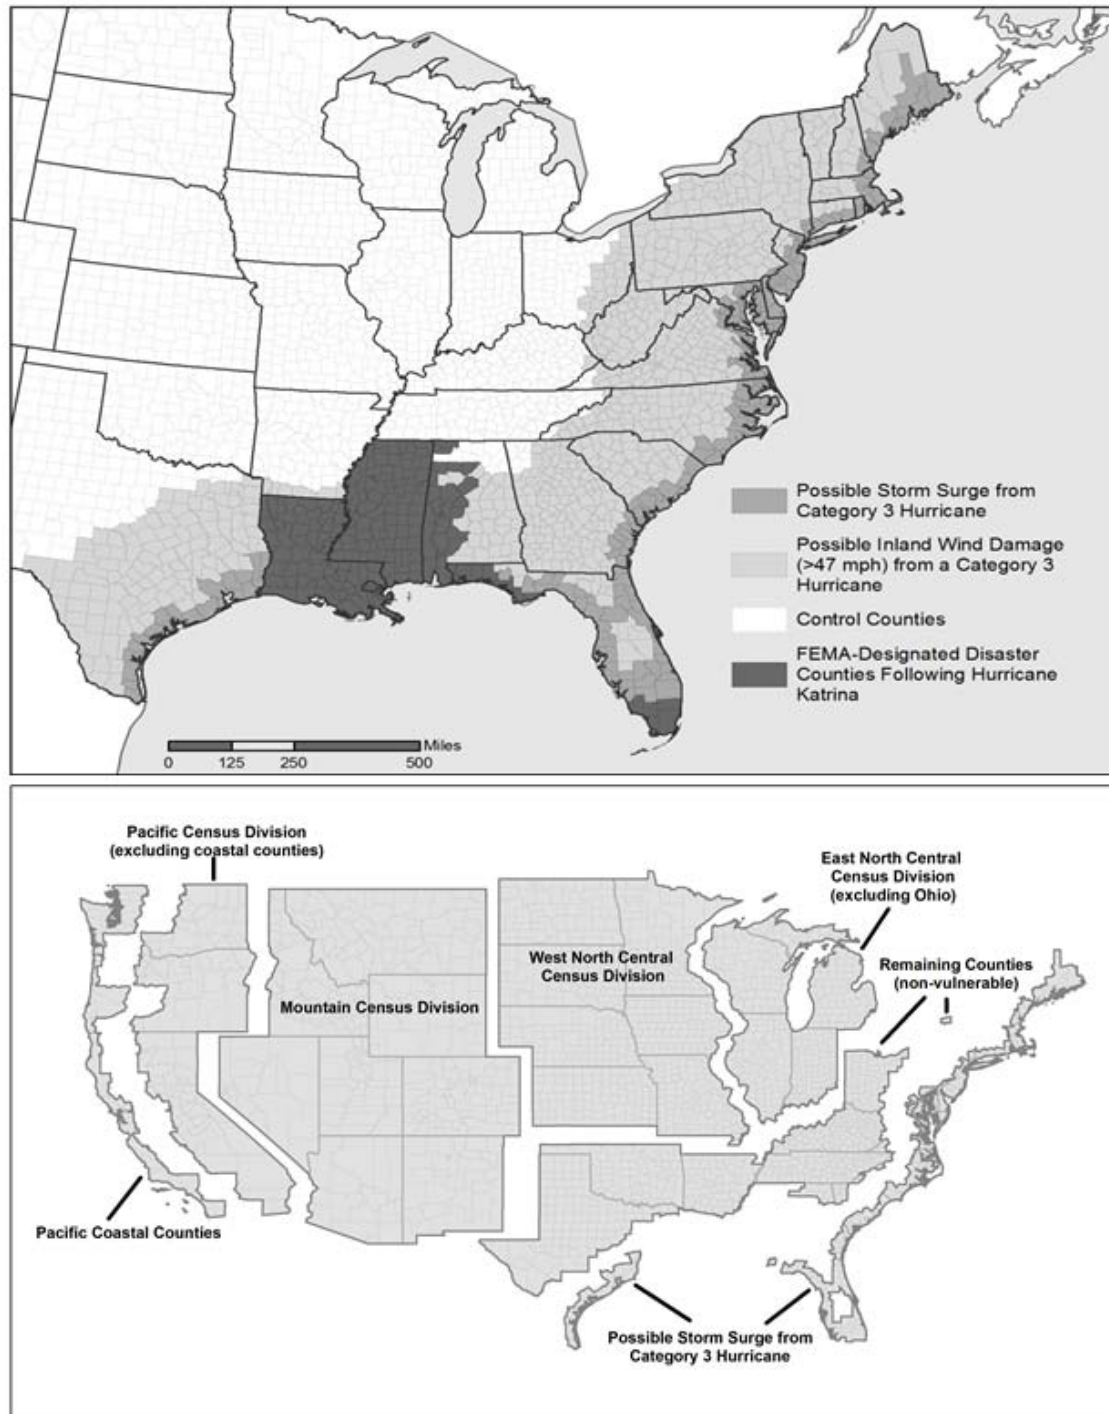 Possible Storm Surge from
Category 3 Hurricane
Possible Inland Wind Damage
(>47 mph) from a Category 3
Hurricane
Control Counties
FEMA-Designated Disaster
Counties Following Hurricane
Katrina
Miles
0 125 250 500
Pacific Census Division
(excluding coastal counties)
East North Central
Census Division
(excluding Ohio)
West North Central
Census Division
Remaining Counties
(non-vulnerable)
Mountain Census Division
Pacific Coastal Counties
Possible Storm Surge from
Category 3 Hurricane